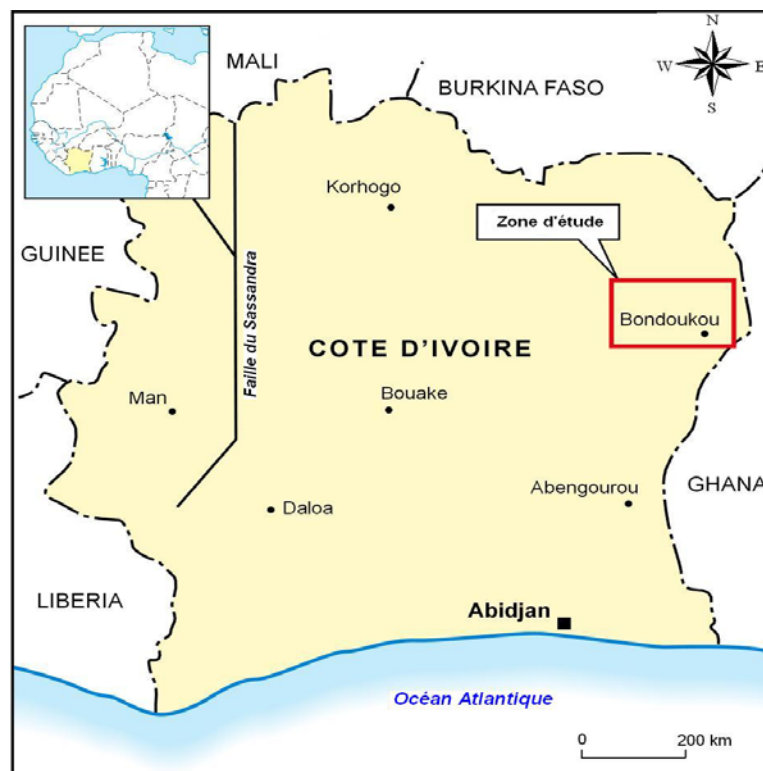 N
MALI
W
E
BURKINA FASO
S
Korhogo
Zone d'étude
GUINEE
Faille du Sassandra
Bondoukou
COTE D'IVOIRE
Man
Bouake
Abengourou
GHANA
Daloa
LIBERIA
Abidjan
Océan Atlantique
0 200 km